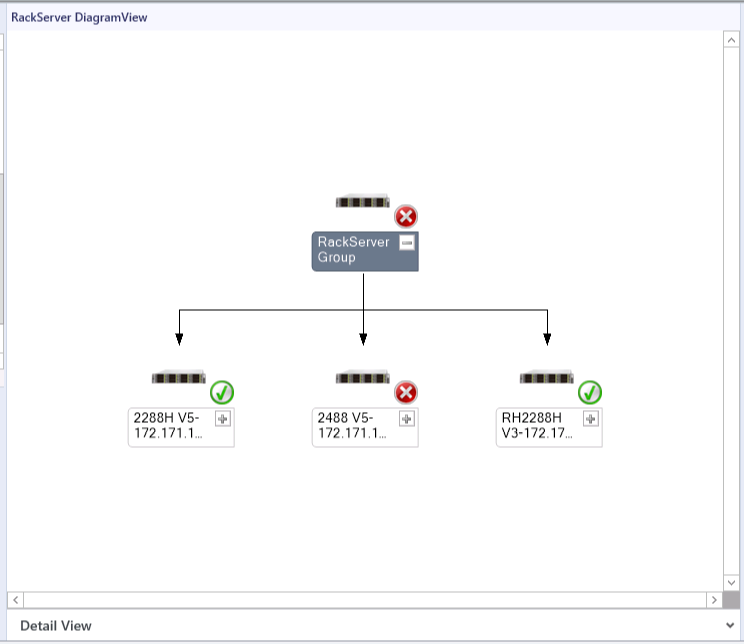 RackServer DiagramView
RackServer
Group
2288H V5-
172.171.1...
2488 V5-
172.171.1...
RH2288H
V3-172.17...
Detail View